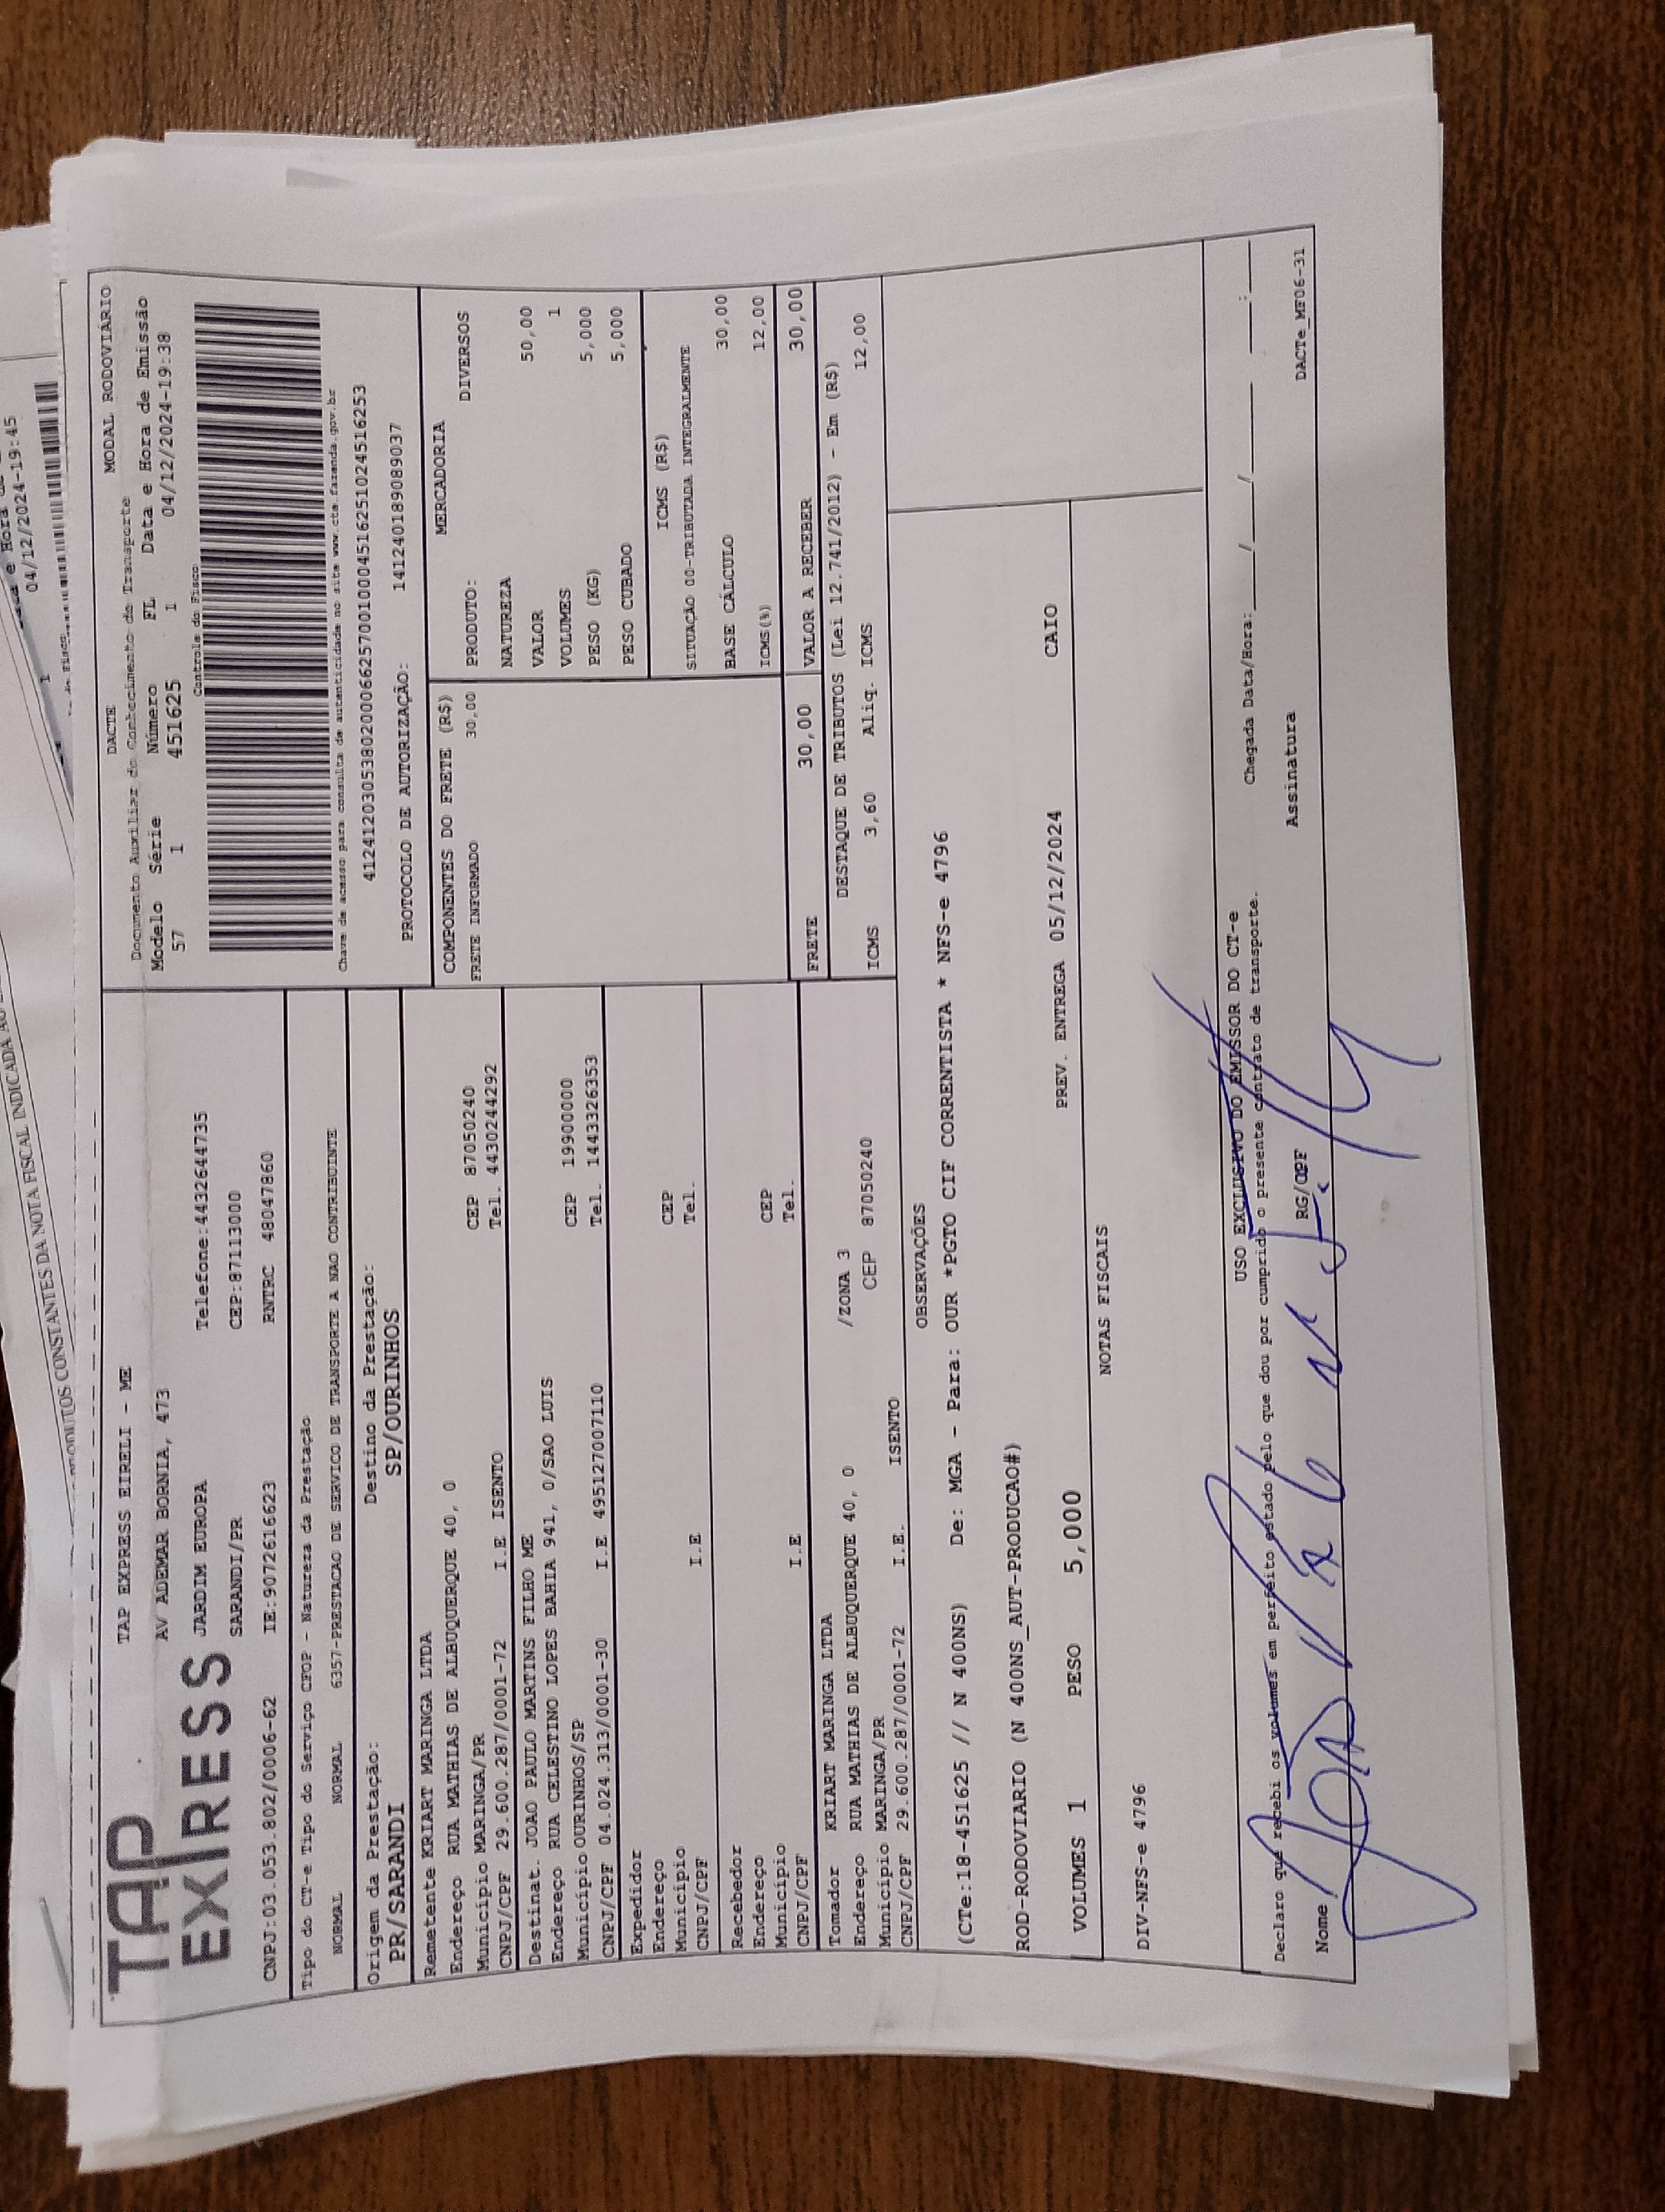 04/12/2024-19:45
PRODUTOS CONSTANTES DA NOTA FISCAL INDICADA AO
TAP
EXPRESS
TAP EXPRESS EIRELI - ME
AV ADEMAR BORNIA, 473
JARDIM EUROPA
Telefone:4432644735
SARANDI/PR
CEP:87113000
CNPJ:03.053.802/0006-62
IE:9072616623
RNTRC 48047860
DACTE
MODAL RODOVIÁRIO
Documento Auxiliar do Conhecimento de Transporte
Modelo Série Número FL Data e Hora de Emissão
57 1 451625 1 04/12/2024-19:38
Controle do Fisco
Chave de acesso para consulta de autenticidade no site www.cte.fazenda.gov.br
41241203053802000662570010004516251024516253
PROTOCOLO DE AUTORIZAÇÃO: 141240189089037
Tipo do CT-e Tipo do Serviço CFOP - Natureza da Prestação
NORMAL NORMAL 6357-PRESTACAO DE SERVICO DE TRANSPORTE A NAO CONTRIBUINTE
Origem da Prestação: Destino da Prestação:
PR/SARANDI SP/OURINHOS
Remetente KRIART MARINGA LTDA
Endereço RUA MATHIAS DE ALBUQUERQUE 40, 0
Município MARINGA/PR CEP 87050240
CNPJ/CPF 29.600.287/0001-72 I.E ISENTO Tel. 4430244292
Destinat. JOAO PAULO MARTINS FILHO ME
Endereço RUA CELESTINO LOPES BAHIA 941, 0/SAO LUIS
Município OURINHOS/SP CEP 19900000
CNPJ/CPF 04.024.313/0001-30 I.E 495127007110 Tel. 1433326353
Expedidor
Endereço
Município CEP
CNPJ/CPF I.E Tel.
Recebedor
Endereço
Município CEP
CNPJ/CPF I.E Tel.
Tomador KRIART MARINGA LTDA
Endereço RUA MATHIAS DE ALBUQUERQUE 40, 0 /ZONA 3
Município MARINGA/PR CEP 87050240
CNPJ/CPF 29.600.287/0001-72 I.E. ISENTO
COMPONENTES DO FRETE (R$)
FRETE INFORMADO 30,00
MERCADORIA
PRODUTO: DIVERSOS
NATUREZA
VALOR 50,00
VOLUMES 1
PESO (KG) 5,000
PESO CUBADO 5,000
ICMS (R$)
SITUAÇÃO 00-TRIBUTADA INTEGRALMENTE
BASE CÁLCULO 30,00
ICMS(%) 12,00
FRETE 30,00 VALOR A RECEBER 30,00
DESTAQUE DE TRIBUTOS (Lei 12.741/2012) - Em (R$)
ICMS 3,60 Aliq. ICMS 12,00
OBSERVAÇÕES
(CTe:18-451625 // N 400NS) De: MGA - Para: OUR *PGTO CIF CORRENTISTA * NFS-e 4796
ROD-RODOVIARIO (N 400NS_AUT-PRODUCAO#)
VOLUMES 1 PESO 5,000 PREV. ENTREGA 05/12/2024 CAIO
NOTAS FISCAIS
DIV-NFS-e 4796
USO EXCLUSIVO DO EMISSOR DO CT-e
Declaro que recebi os volumes em perfeito estado pelo que dou por cumprido o presente contrato de transporte.
Chegada Data/Hora: ___/___/___ ___:___
Nome RG/CPF Assinatura
DACTe_MF06-31